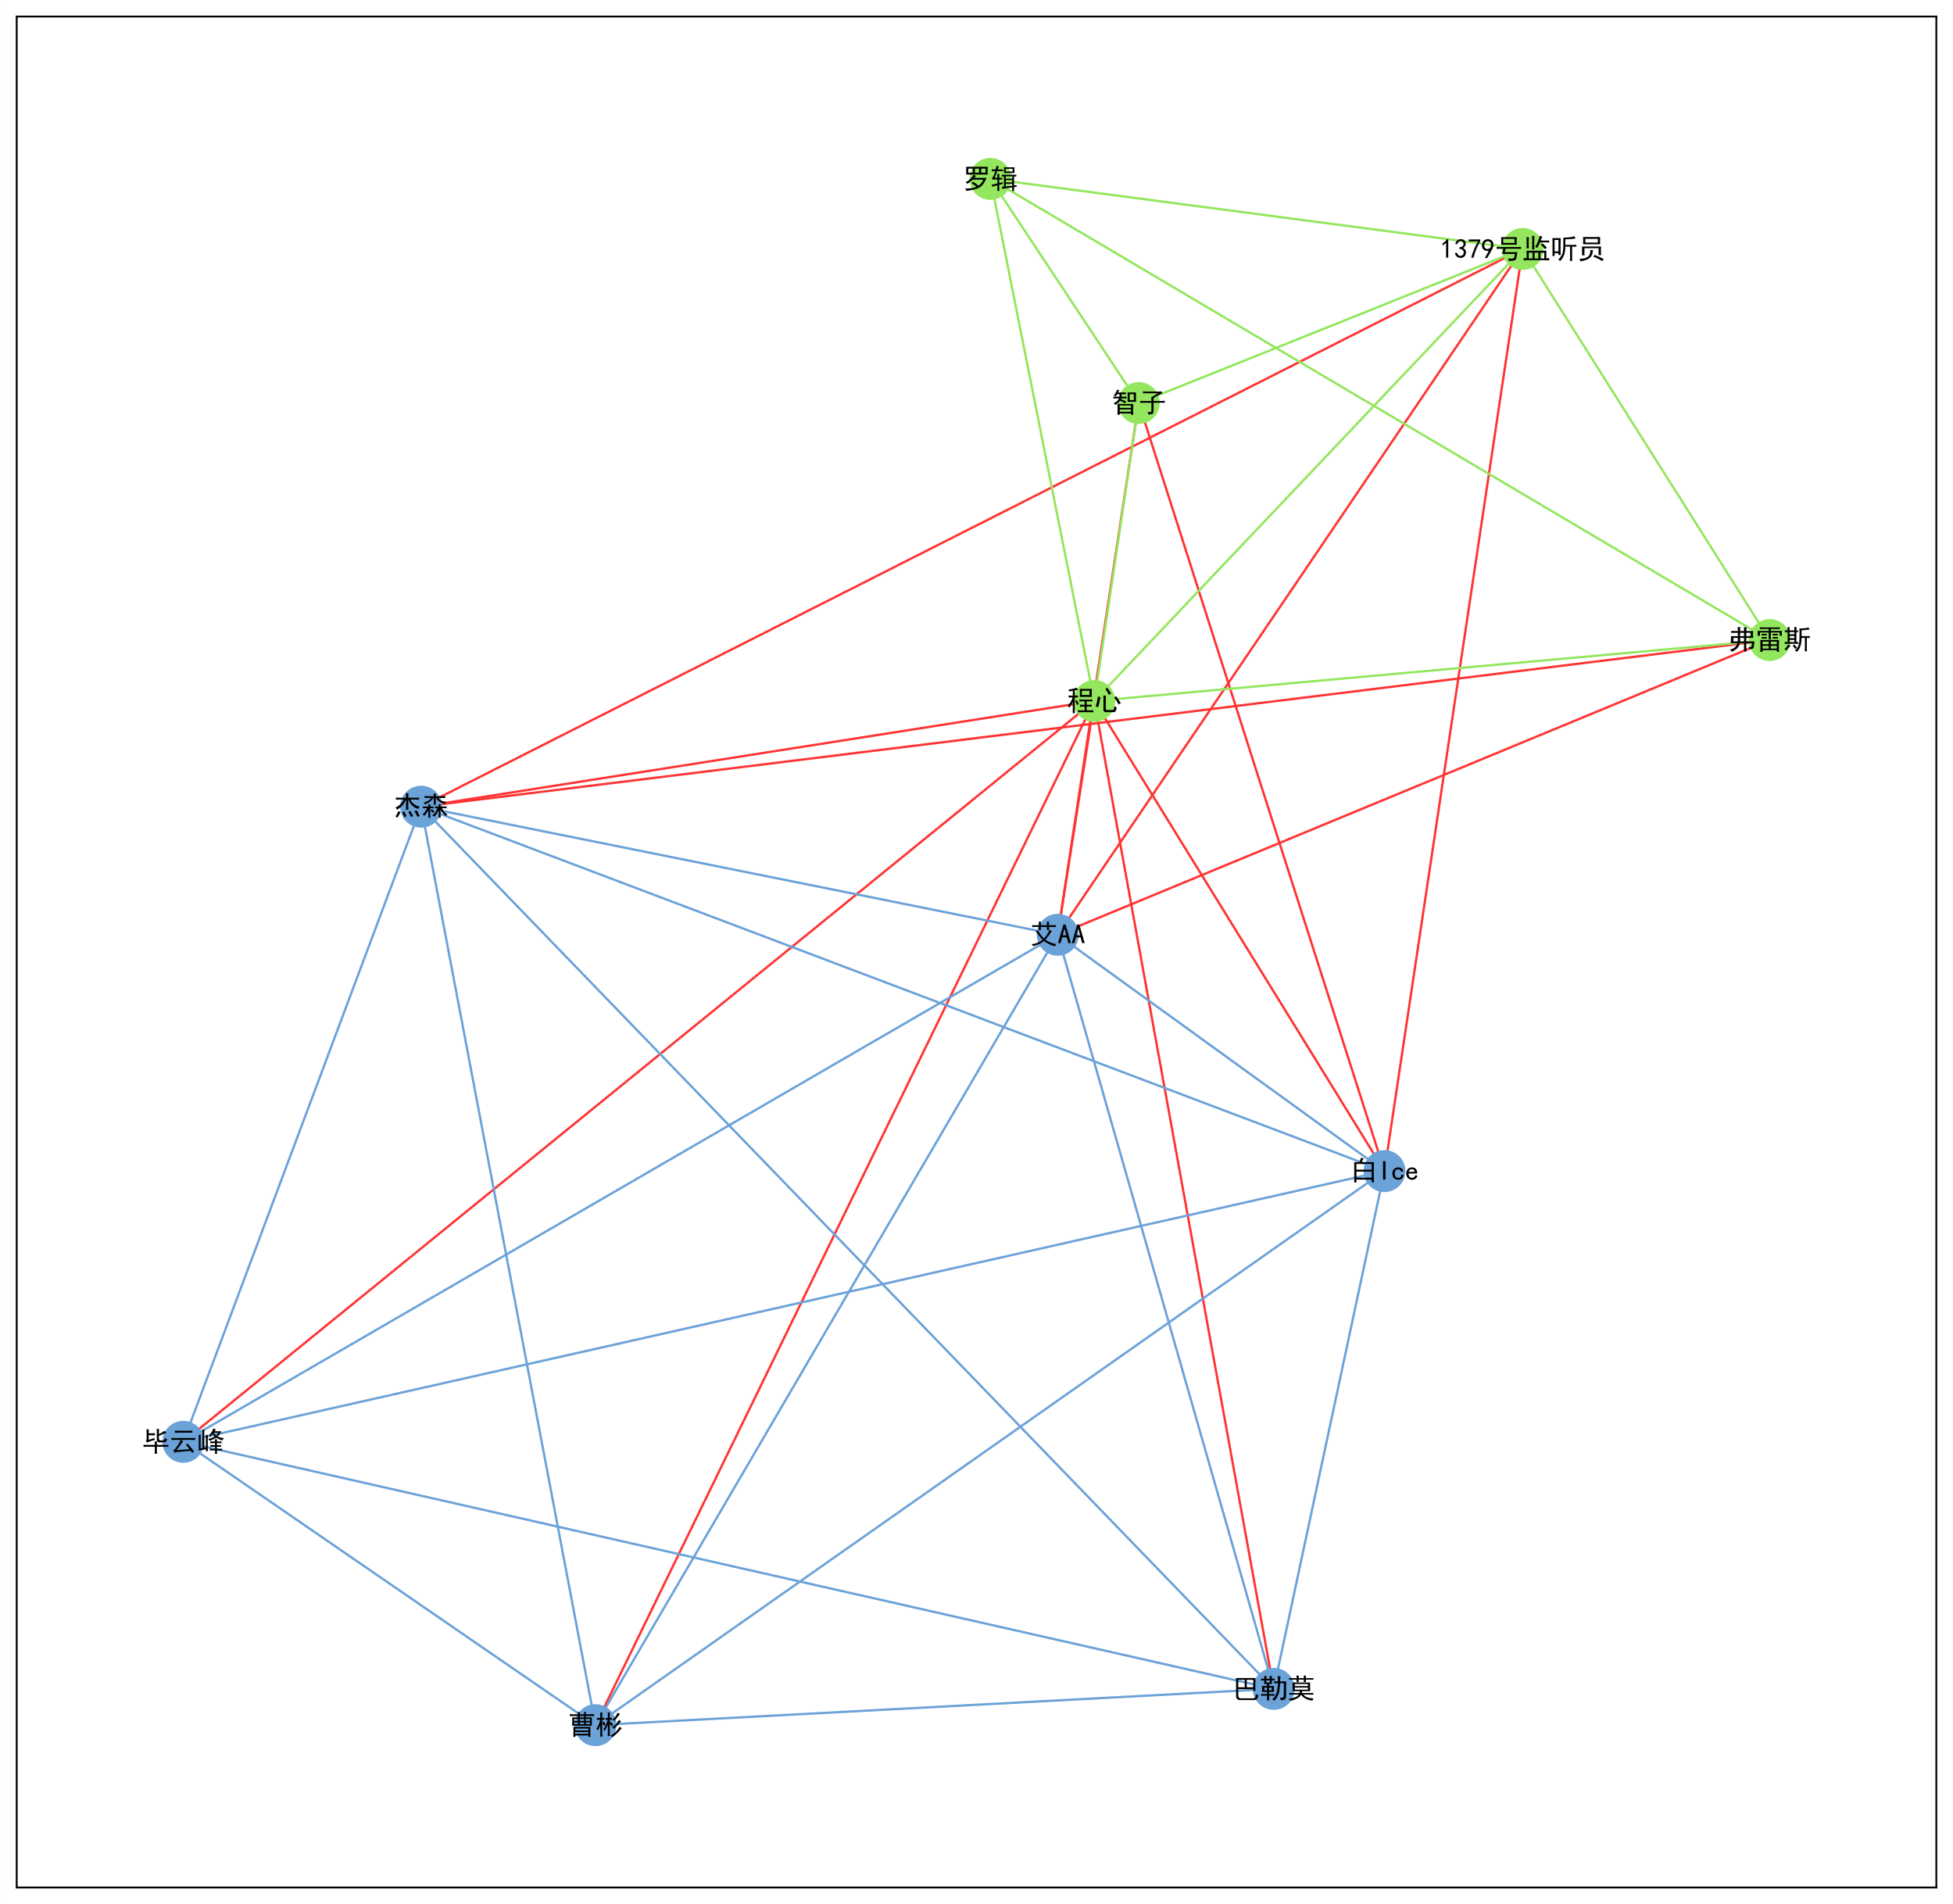 罗辑
1379号监听员
智子
弗雷斯
程心
杰森
艾AA
白Ice
毕云峰
巴勒莫
曹彬